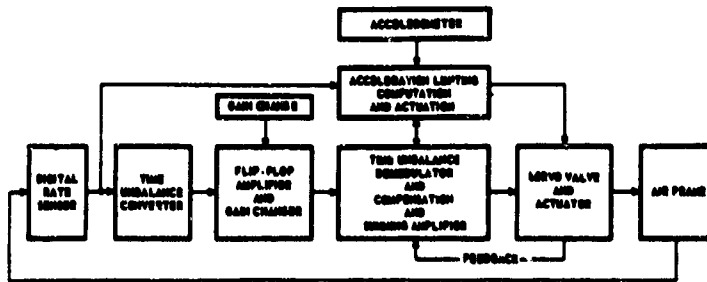 ACCELEROMETER
ACCELERATION LIMITING
COMPUTATION
AND ACTUATION
GAIN CHANGE
DIGITAL
RATE
SENSOR
TIME
UNBALANCE
CONVERTER
FLIP-FLOP
AMPLIFIER
AND
GAIN CHANGER
TIME UNBALANCE
DEMODULATOR
AND
COMPENSATION
AND
SUMMING AMPLIFIER
SERVO VALVE
AND
ACTUATOR
AIR FRAME
FEEDBACK